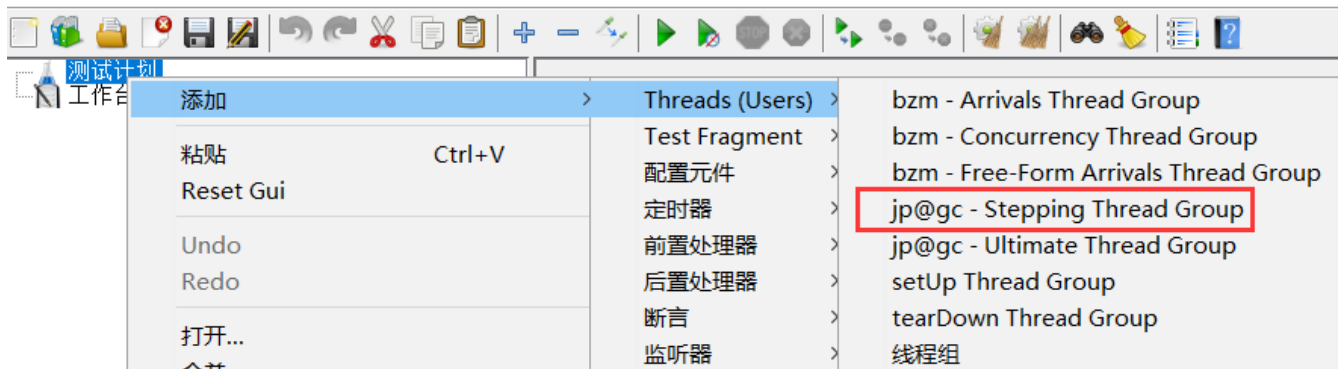 STOP
测试计划
工作台
添加
粘贴 Ctrl+V
Reset Gui
Undo
Redo
打开...
合并
Threads (Users)
Test Fragment
配置元件
定时器
前置处理器
后置处理器
断言
监听器
bzm - Arrivals Thread Group
bzm - Concurrency Thread Group
bzm - Free-Form Arrivals Thread Group
jp@gc - Stepping Thread Group
jp@gc - Ultimate Thread Group
setUp Thread Group
tearDown Thread Group
线程组